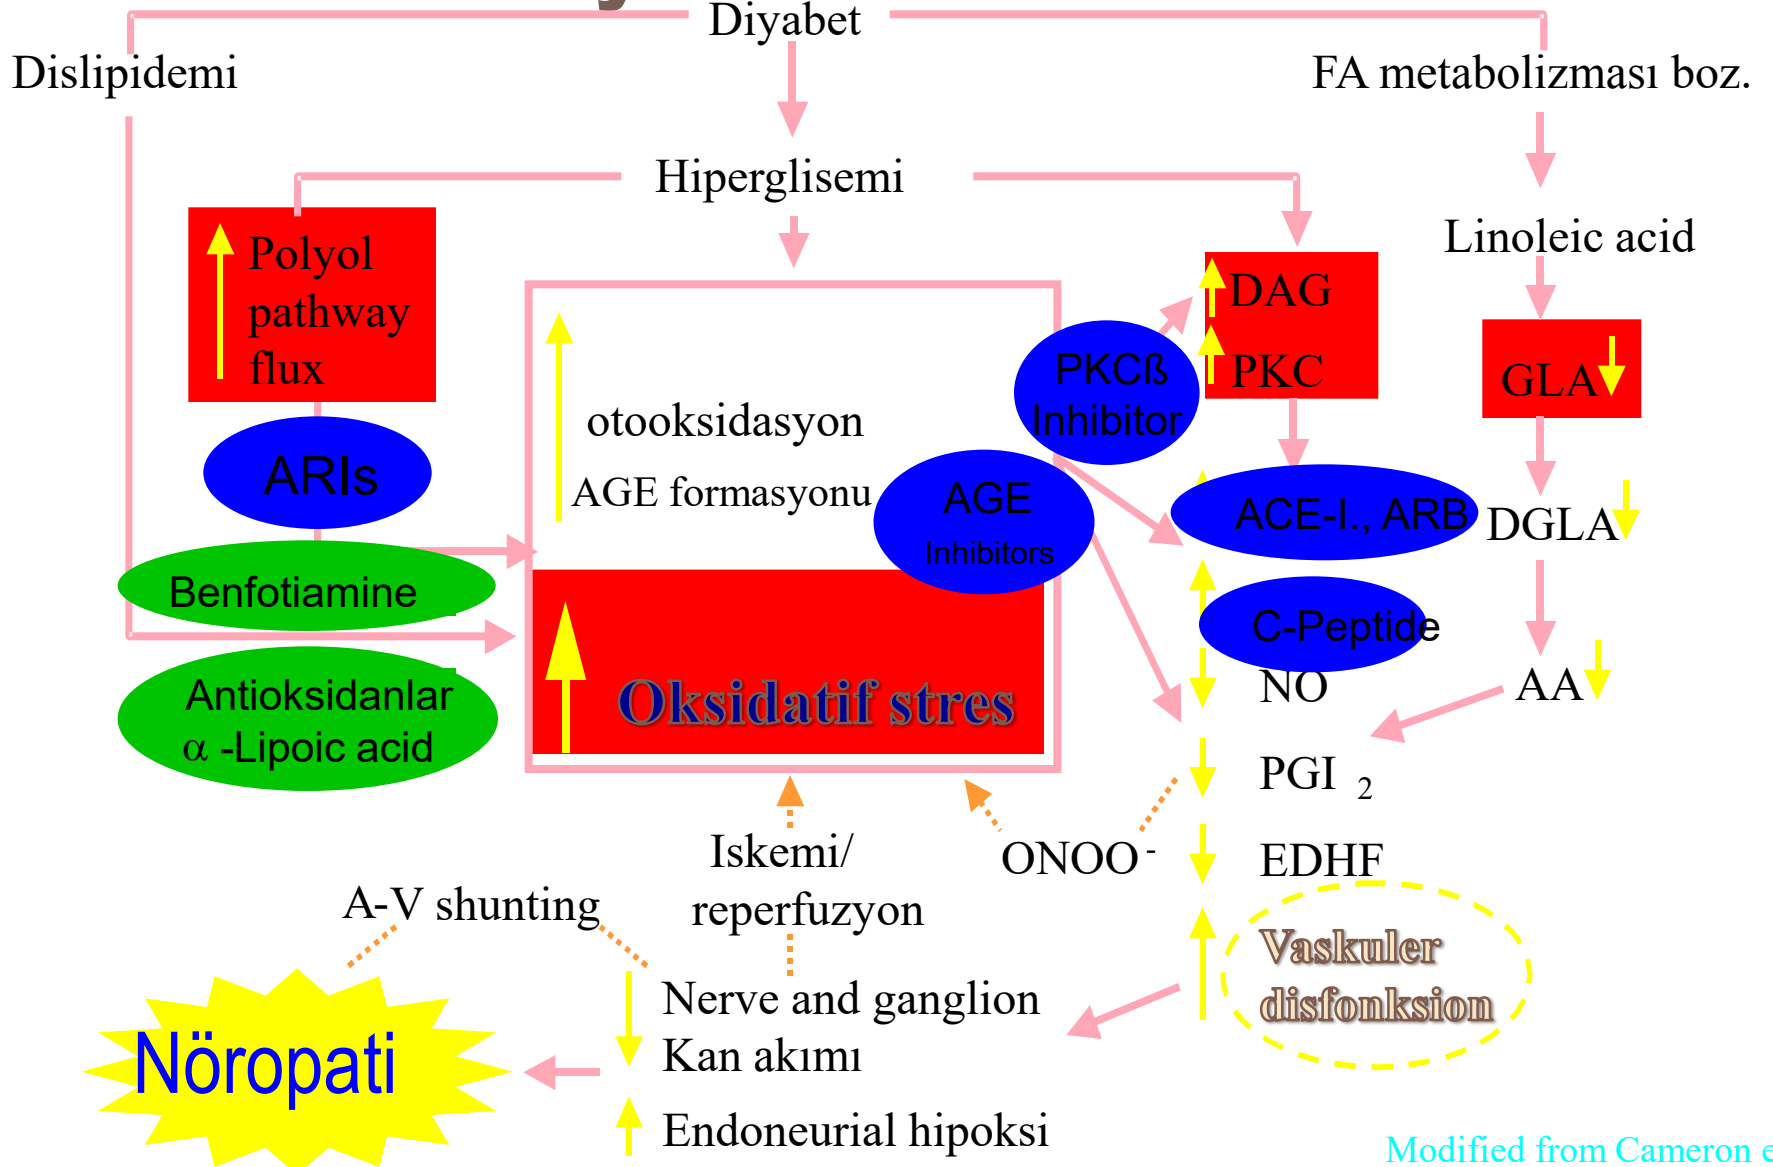 Diyabet
Dislipidemi
FA metabolizması boz.
Hiperglisemi
Polyol
pathway
flux
DAG
PKC
Linoleic acid
PKCß
Inhibitor
GLA
otooksidasyon
AGE formasyonu
ARIs
AGE
Inhibitors
ACE-I., ARB
DGLA
Benfotiamine
C-Peptide
Antioksidanlar
α -Lipoic acid
Oksidatif stres
NO
AA
PGI 2
EDHF
Iskemi/
reperfuzyon
ONOO -
A-V shunting
Vaskuler
disfonksion
Nerve and ganglion
Kan akımı
Nöropati
Endoneurial hipoksi
Modified from Cameron e